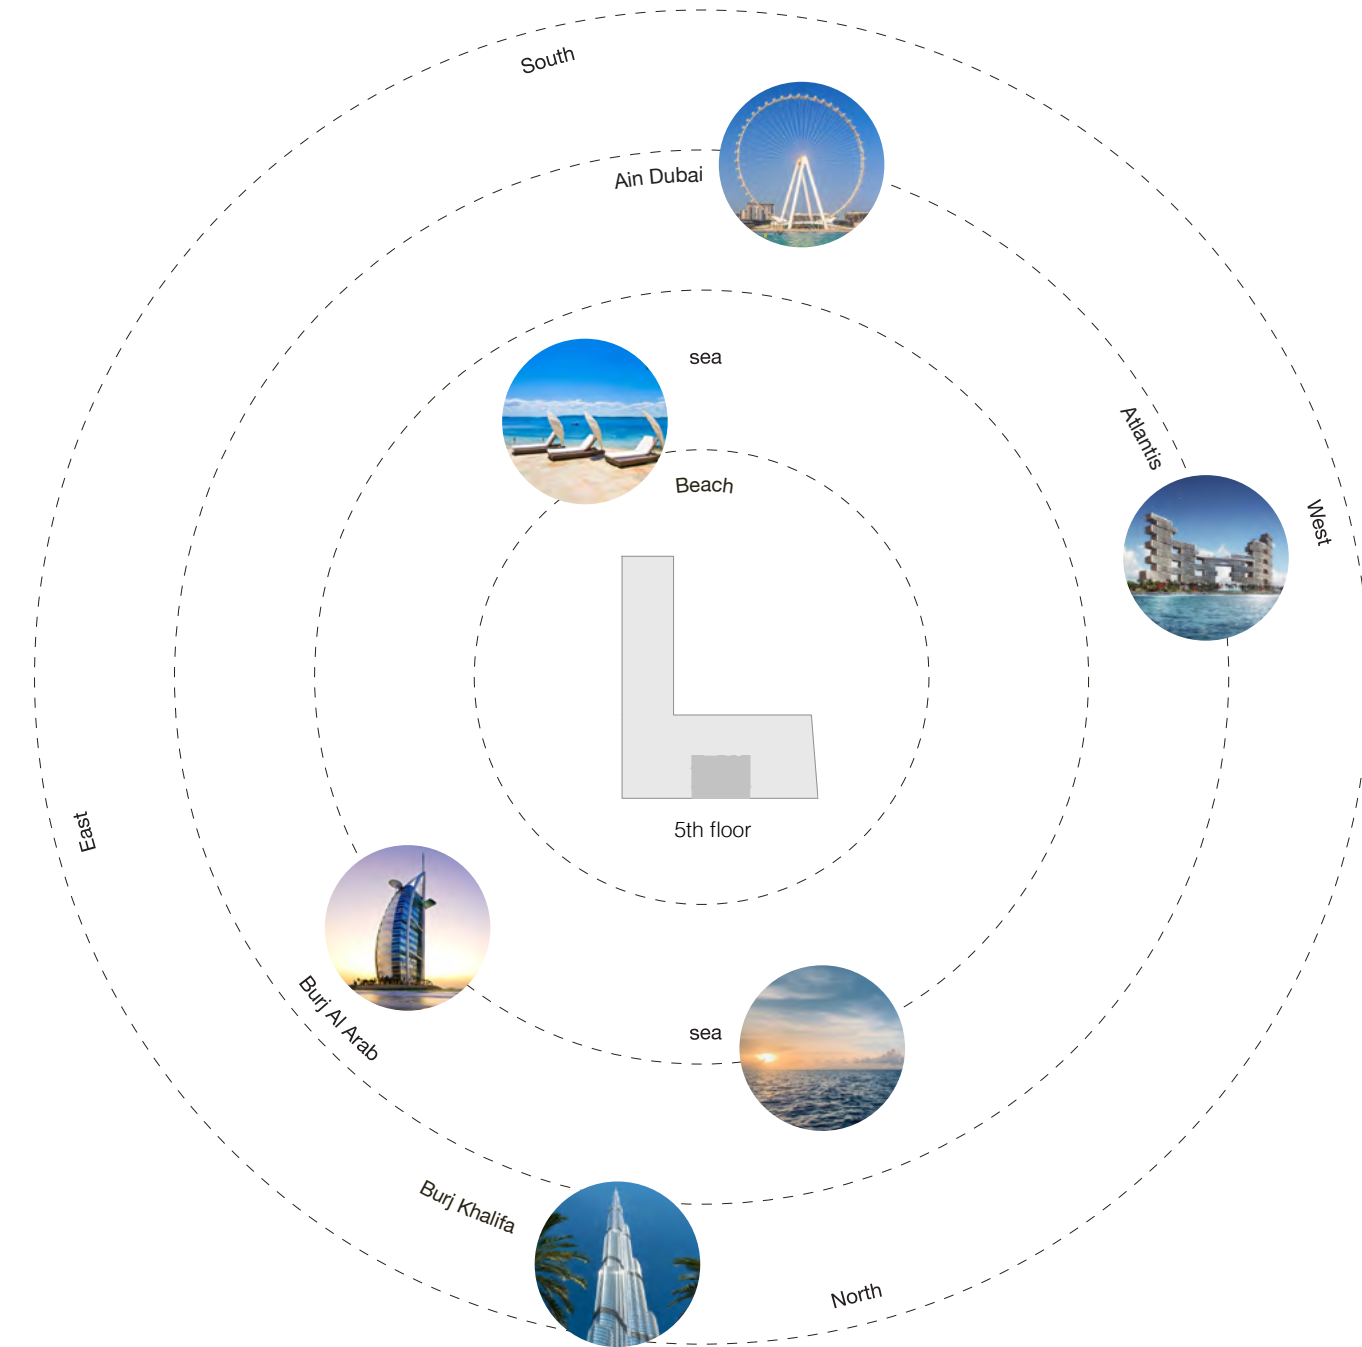 South
Ain Dubai
sea
Atlantis
Beach
West
East
5th floor
Burj Al Arab
sea
Burj Khalifa
North